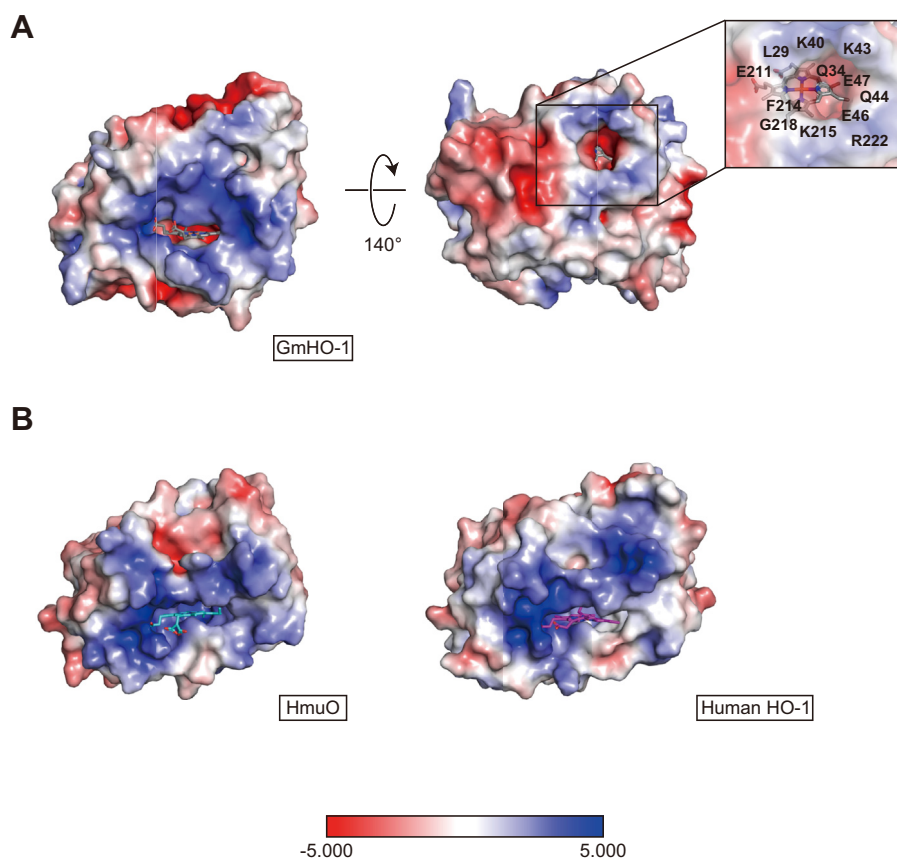 A
L29
K40
K43
E211
Q34
E47
F214
Q44
G218
K215
E46
R222
140°
GmHO-1
B
HmuO
Human HO-1
-5.000
5.000